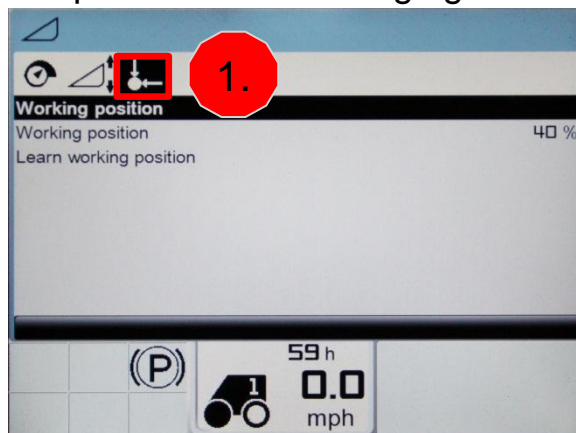 1.
Working position
Working position 40 %
Learn working position
(P)
59 h
1
0.0
mph